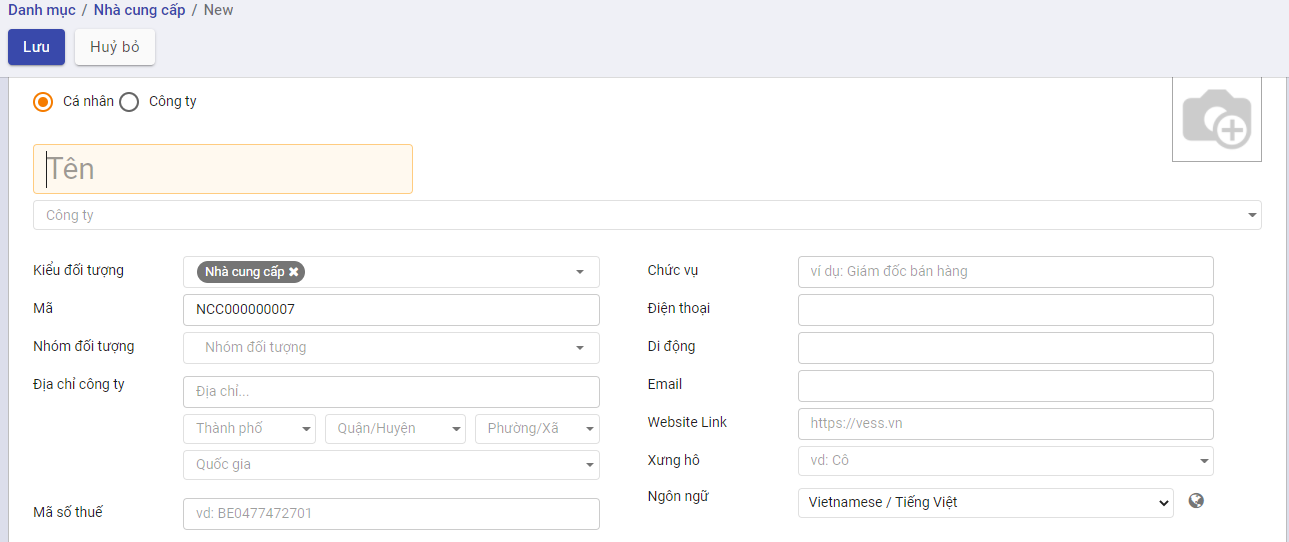 Danh mục / Nhà cung cấp / New
Lưu Huỷ bỏ
Cá nhân Công ty
Tên
Công ty
Kiểu đối tượng Nhà cung cấp ✖
Mã NCC000000007
Nhóm đối tượng Nhóm đối tượng
Địa chỉ công ty Địa chỉ...
Thành phố Quận/Huyện Phường/Xã
Quốc gia
Mã số thuế vd: BE0477472701
Chức vụ ví dụ: Giám đốc bán hàng
Điện thoại
Di động
Email
Website Link https://vess.vn
Xưng hô vd: Cô
Ngôn ngữ Vietnamese / Tiếng Việt